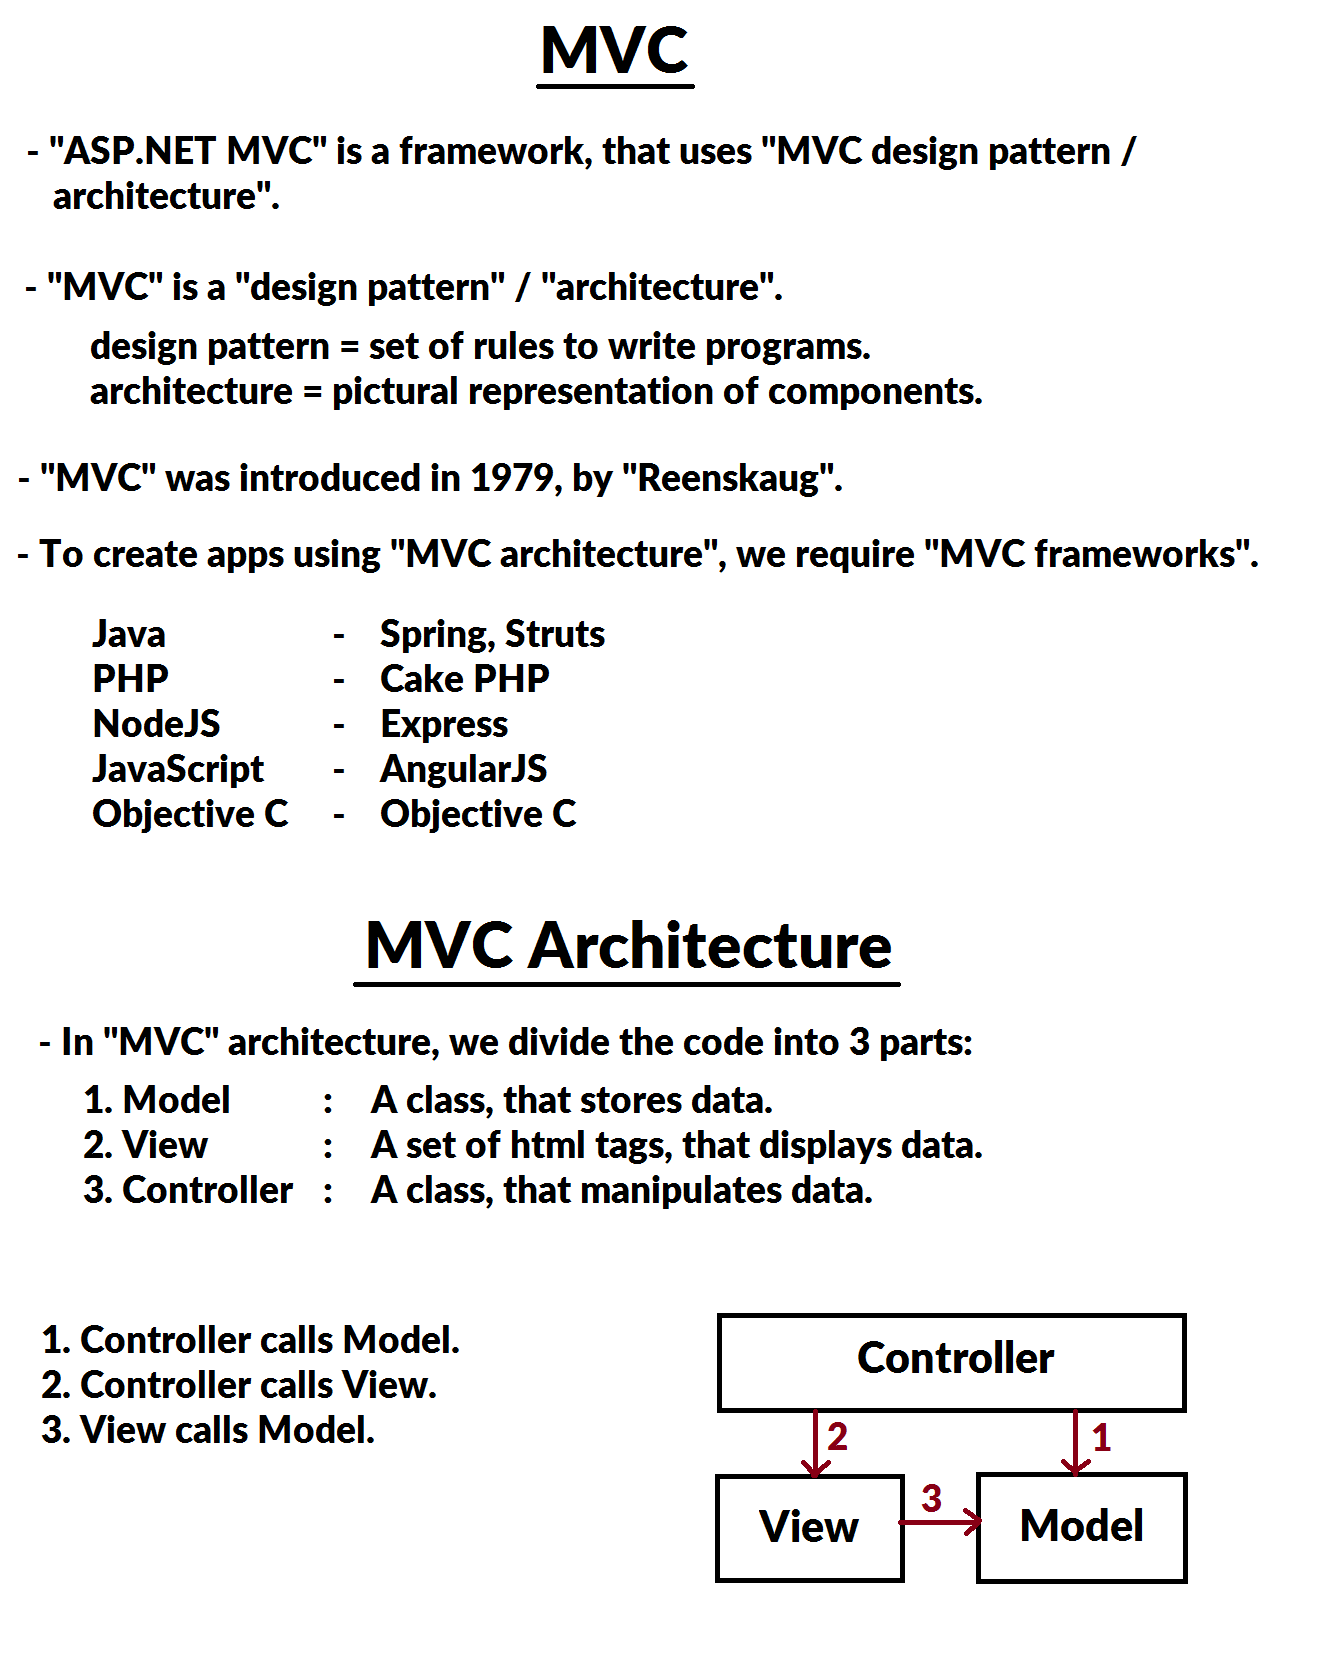 MVC
- "ASP.NET MVC" is a framework, that uses "MVC design pattern /
architecture".
- "MVC" is a "design pattern" / "architecture".
design pattern = set of rules to write programs.
architecture = pictural representation of components.
- "MVC" was introduced in 1979, by "Reenskaug".
- To create apps using "MVC architecture", we require "MVC frameworks".
Java - Spring, Struts
PHP - Cake PHP
NodeJS - Express
JavaScript - AngularJS
Objective C - Objective C
MVC Architecture
- In "MVC" architecture, we divide the code into 3 parts:
1. Model : A class, that stores data.
2. View : A set of html tags, that displays data.
3. Controller : A class, that manipulates data.
1. Controller calls Model.
2. Controller calls View.
3. View calls Model.
Controller
2 1
3
View Model